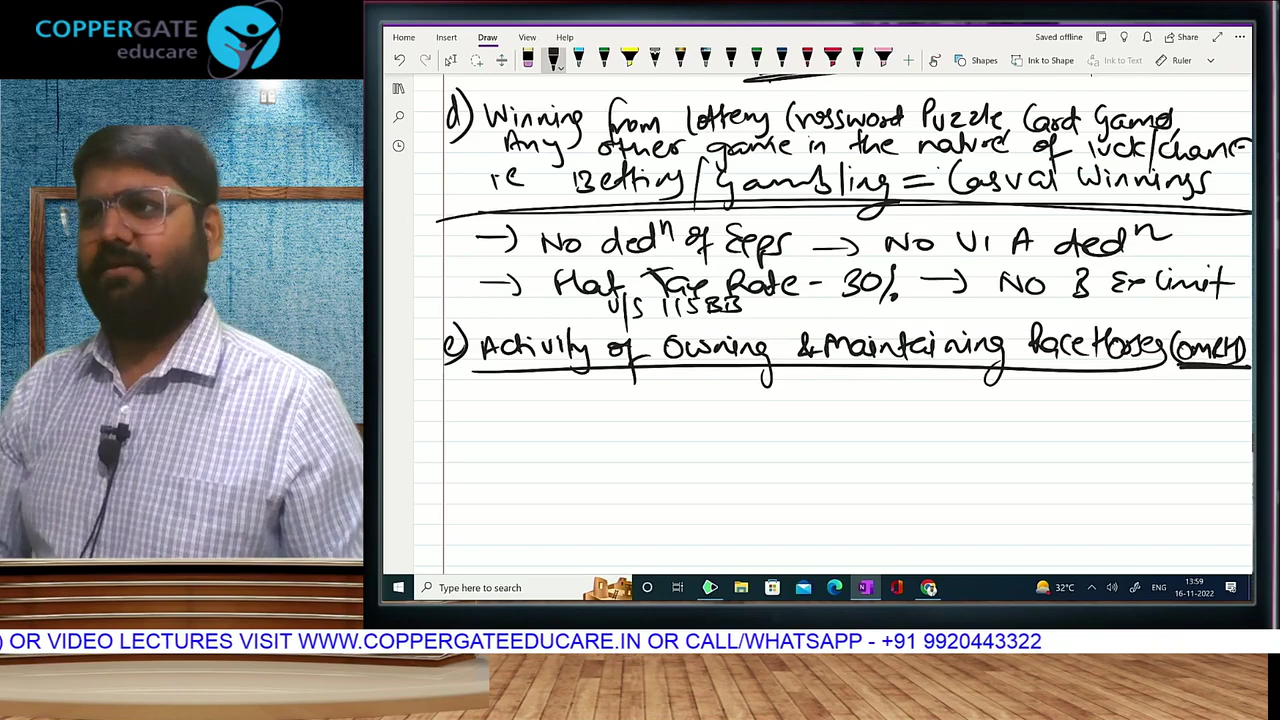 COPPERGATE
educare
Home Insert Draw View Help
Saved offline
Share
Shapes
Ink to Shape
Ink to Text
Ruler
d) Winning from lottery Crossword Puzzle Card Games,
Any other game in the nature of luck/chance
ie Betting/Gambling = Casual Winnings
→ No dedⁿ of Exps → No VI A dedⁿ
→ Flat Tax Rate - 30% → No B Ex limit
U/S 115BB
e) Activity of Owning & Maintaining Race Horses (OMRH)
Type here to search
32°C
ENG
13:59
16-11-2022
) OR VIDEO LECTURES VISIT WWW.COPPERGATEEDUCARE.IN OR CALL/WHATSAPP - +91 9920443322